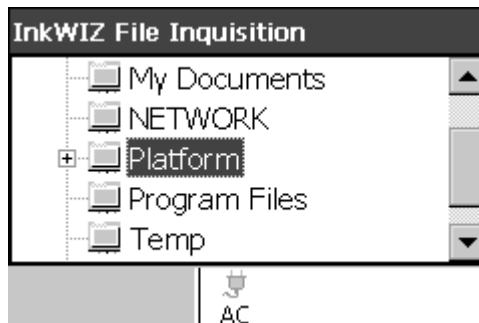 InkWIZ File Inquisition
My Documents
NETWORK
Platform
Program Files
Temp
AC